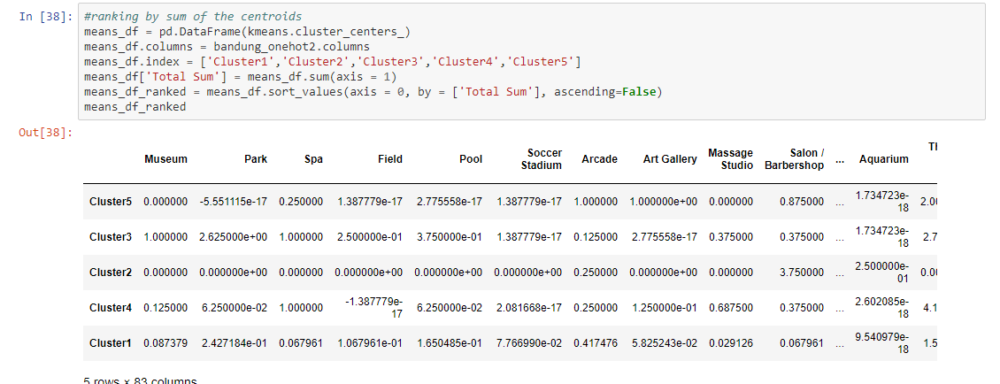 In [38]: #ranking by sum of the centroids
means_df = pd.DataFrame(kmeans.cluster_centers_)
means_df.columns = bandung_onehot2.columns
means_df.index = ['Cluster1','Cluster2','Cluster3','Cluster4','Cluster5']
means_df['Total Sum'] = means_df.sum(axis = 1)
means_df_ranked = means_df.sort_values(axis = 0, by = ['Total Sum'], ascending=False)
means_df_ranked
Out[38]:
Museum Park Spa Field Pool Soccer Stadium Arcade Art Gallery Massage Studio Salon / Barbershop ... Aquarium
Cluster5 0.000000 -5.551115e-17 0.250000 1.387779e-17 2.775558e-17 1.387779e-17 1.000000 1.000000e+00 0.000000 0.875000 ... 1.734723e-18 2.0
Cluster3 1.000000 2.625000e+00 1.000000 2.500000e-01 3.750000e-01 1.387779e-17 0.125000 2.775558e-17 0.375000 0.375000 ... 1.734723e-18 2.7
Cluster2 0.000000 0.000000e+00 0.000000 0.000000e+00 0.000000e+00 0.000000e+00 0.250000 0.000000e+00 0.000000 3.750000 ... 2.500000e-01 0.0
Cluster4 0.125000 6.250000e-02 1.000000 -1.387779e-17 6.250000e-02 2.081668e-17 0.250000 1.250000e-01 0.687500 0.375000 ... 2.602085e-18 4.1
Cluster1 0.087379 2.427184e-01 0.067961 1.067961e-01 1.650485e-01 7.766990e-02 0.417476 5.825243e-02 0.029126 0.067961 ... 9.540979e-18 1.5
5 rows × 83 columns